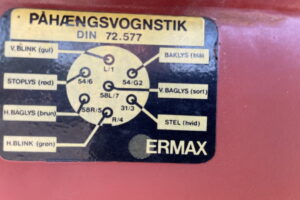 PÅHÆNGSVOGNSTIK
DIN 72.577
V.BLINK (gul)
BAKLYS
L/1
STOPLYS (rød)
54/6
54/G2
58L/7
V.BAGLYS (sort)
H.BAGLYS (brun)
58R/5
31/3
R/4
STEL (hvid)
H.BLINK (grøn)
ERMAX